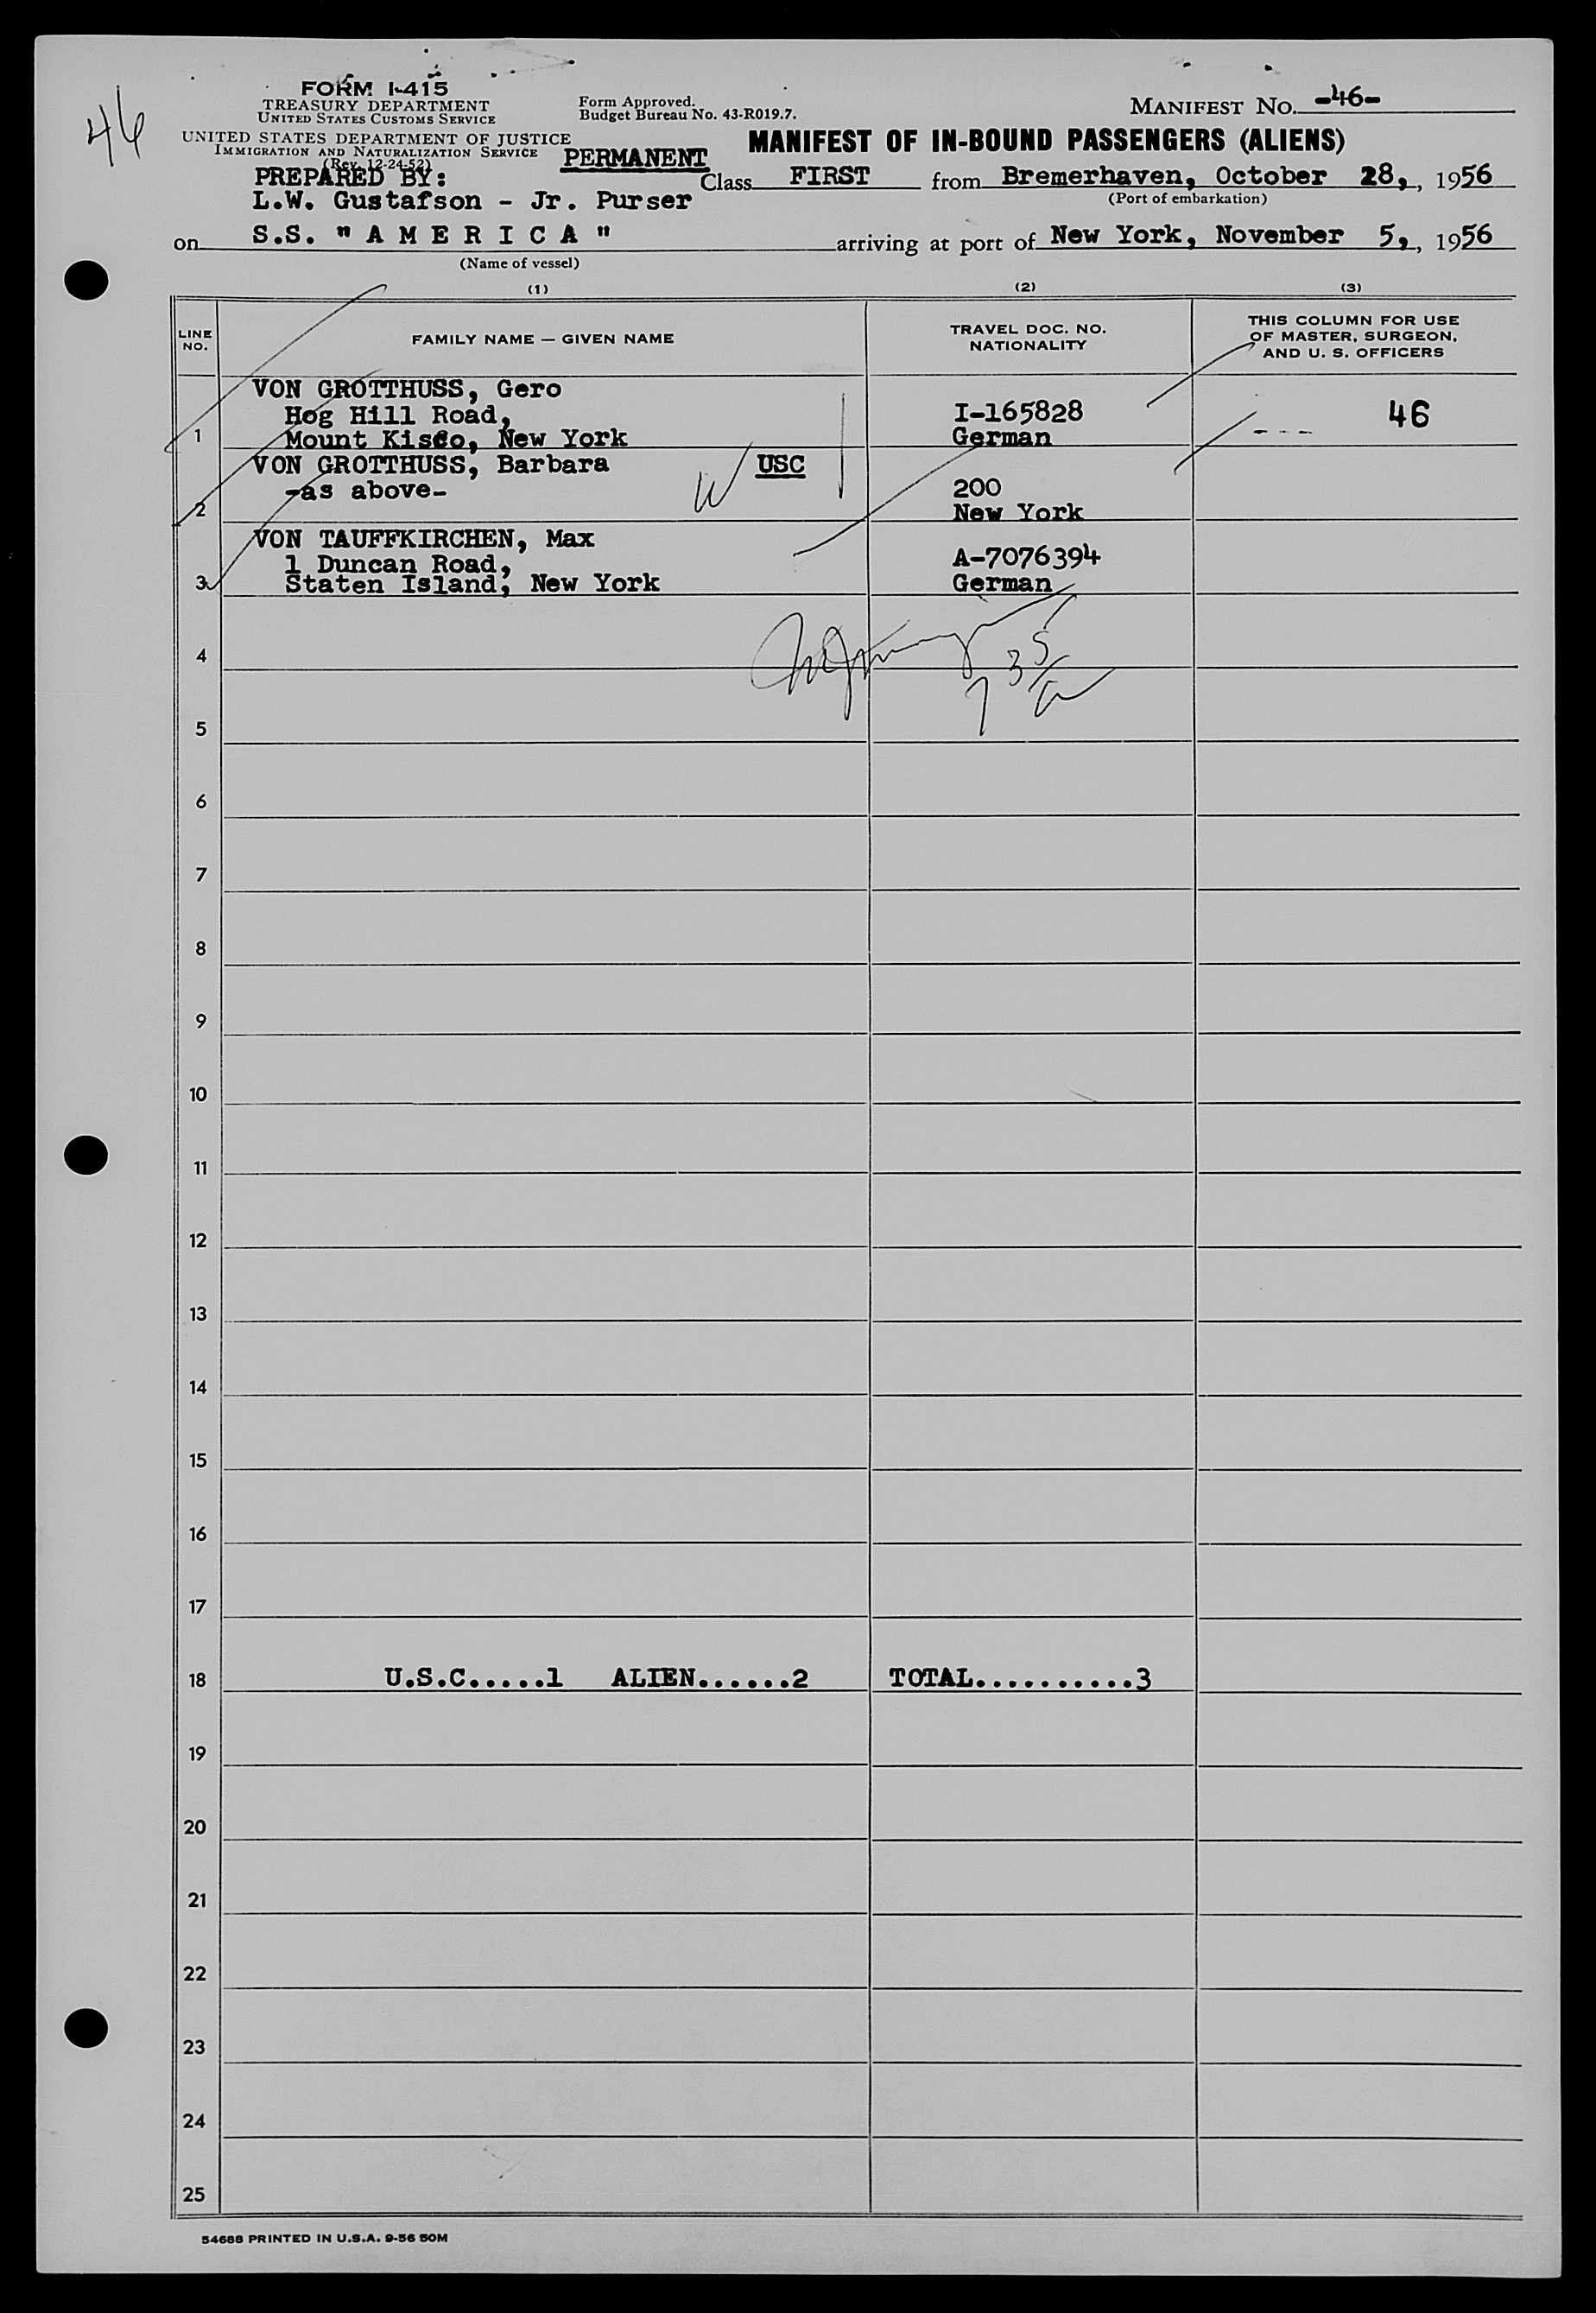 46
FORM I-415
TREASURY DEPARTMENT
UNITED STATES CUSTOMS SERVICE
UNITED STATES DEPARTMENT OF JUSTICE
IMMIGRATION AND NATURALIZATION SERVICE
(Rev. 12-24-52)
Form Approved.
Budget Bureau No. 43-R019.7.
MANIFEST No. -46-
MANIFEST OF IN-BOUND PASSENGERS (ALIENS)
PERMANENT
PREPARED BY:
L.W. Gustafson - Jr. Purser
Class FIRST from Bremerhaven, October 28, , 1956
(Port of embarkation)
on S.S. "A M E R I C A" arriving at port of New York, November 5, , 1956
(Name of vessel)
(1) (2) (3)
LINE NO.
FAMILY NAME — GIVEN NAME
TRAVEL DOC. NO.
NATIONALITY
THIS COLUMN FOR USE
OF MASTER, SURGEON,
AND U. S. OFFICERS
VON GROTTHUSS, Gero
Hog Hill Road, I-165828 46
1 Mount Kisco, New York German
VON GROTTHUSS, Barbara USC
-as above- W 200
2 New York
VON TAUFFKIRCHEN, Max
1 Duncan Road, A-7076394
3 Staten Island, New York German
4
5
6
7
8
9
10
11
12
13
14
15
16
17
18 U.S.C.....1 ALIEN......2 TOTAL..........3
19
20
21
22
23
24
25
54688 PRINTED IN U.S.A. 9-56 50M